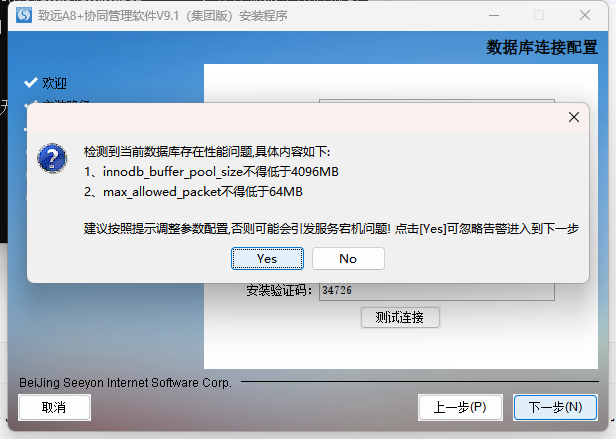 致远A8+协同管理软件V9.1（集团版）安装程序
数据库连接配置
欢迎
检测到当前数据库存在性能问题,具体内容如下:
1、innodb_buffer_pool_size不得低于4096MB
2、max_allowed_packet不得低于64MB
建议按照提示调整参数配置,否则可能会引发服务宕机问题! 点击[Yes]可忽略告警进入到下一步
Yes No
安装验证码： 34726
测试连接
BeiJing Seeyon Internet Software Corp.
取消 上一步(P) 下一步(N)